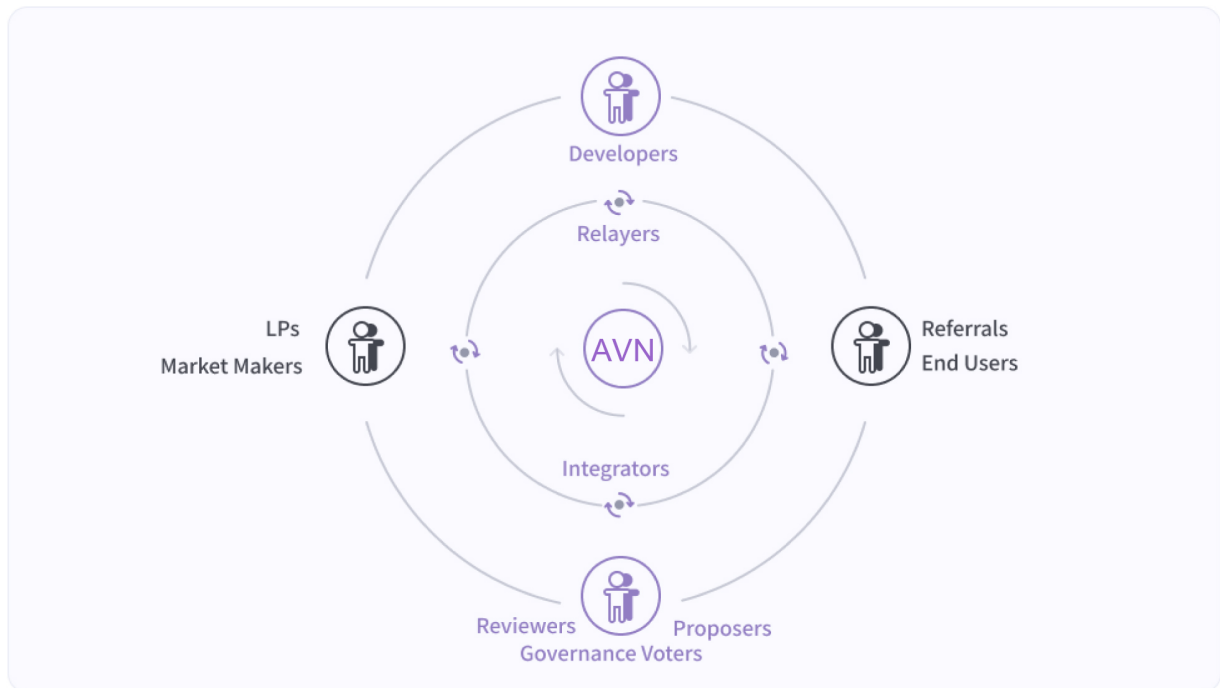 Developers
Relayers
LPs
Market Makers
AVN
Referrals
End Users
Integrators
Reviewers
Proposers
Governance Voters